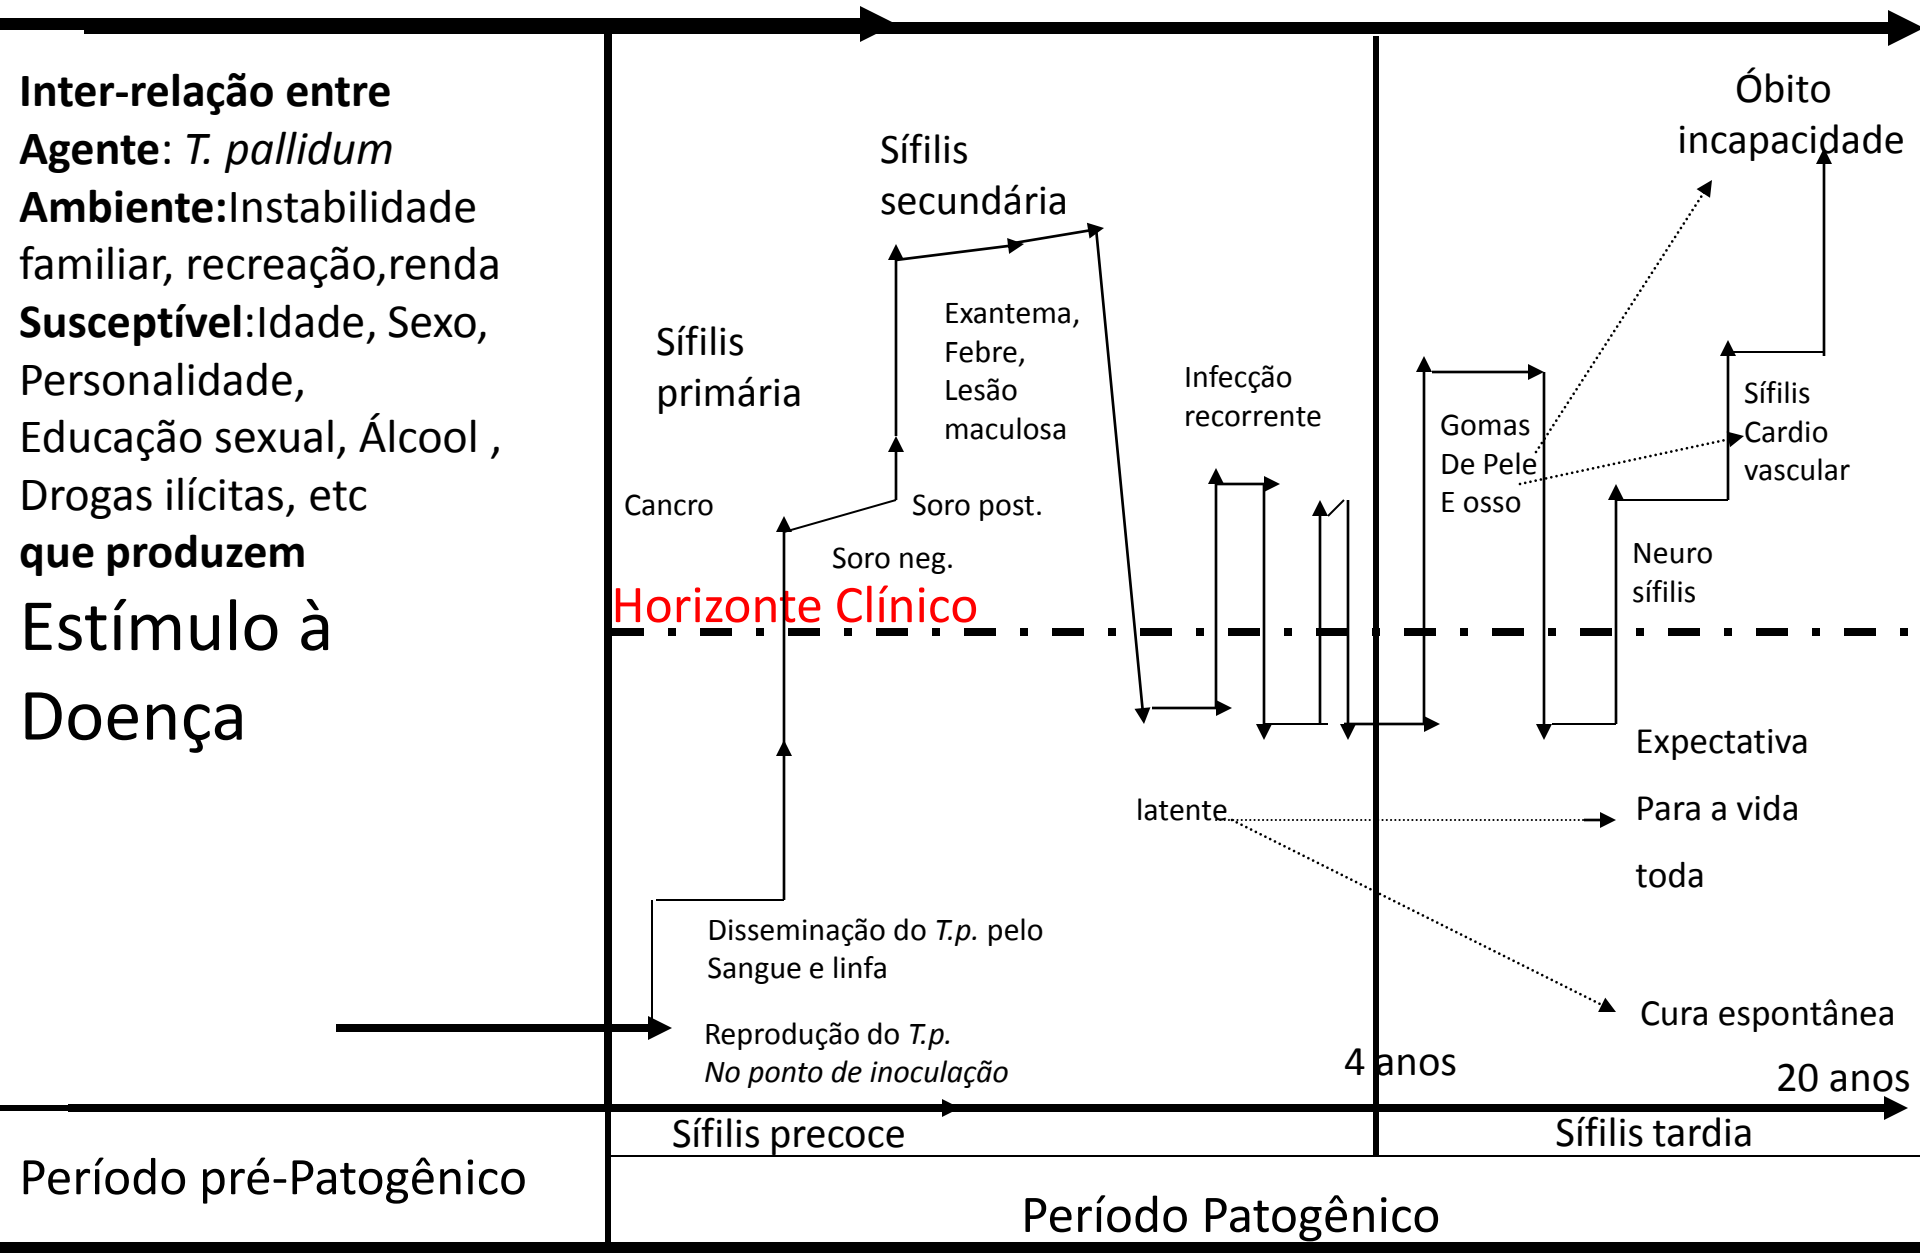 Inter-relação entre
Agente: T. pallidum
Ambiente:Instabilidade
familiar, recreação,renda
Susceptível:Idade, Sexo,
Personalidade,
Educação sexual, Álcool ,
Drogas ilícitas, etc
que produzem
Estímulo à
Doença
Sífilis
primária
Cancro
Sífilis
secundária
Exantema,
Febre,
Lesão
maculosa
Soro post.
Soro neg.
Horizonte Clínico
Infecção
recorrente
Óbito
incapacidade
Gomas
De Pele
E osso
Sífilis
Cardio
vascular
Neuro
sífilis
latente
Expectativa
Para a vida
toda
Cura espontânea
Disseminação do T.p. pelo
Sangue e linfa
Reprodução do T.p.
No ponto de inoculação
4 anos
20 anos
Sífilis precoce
Sífilis tardia
Período pré-Patogênico
Período Patogênico